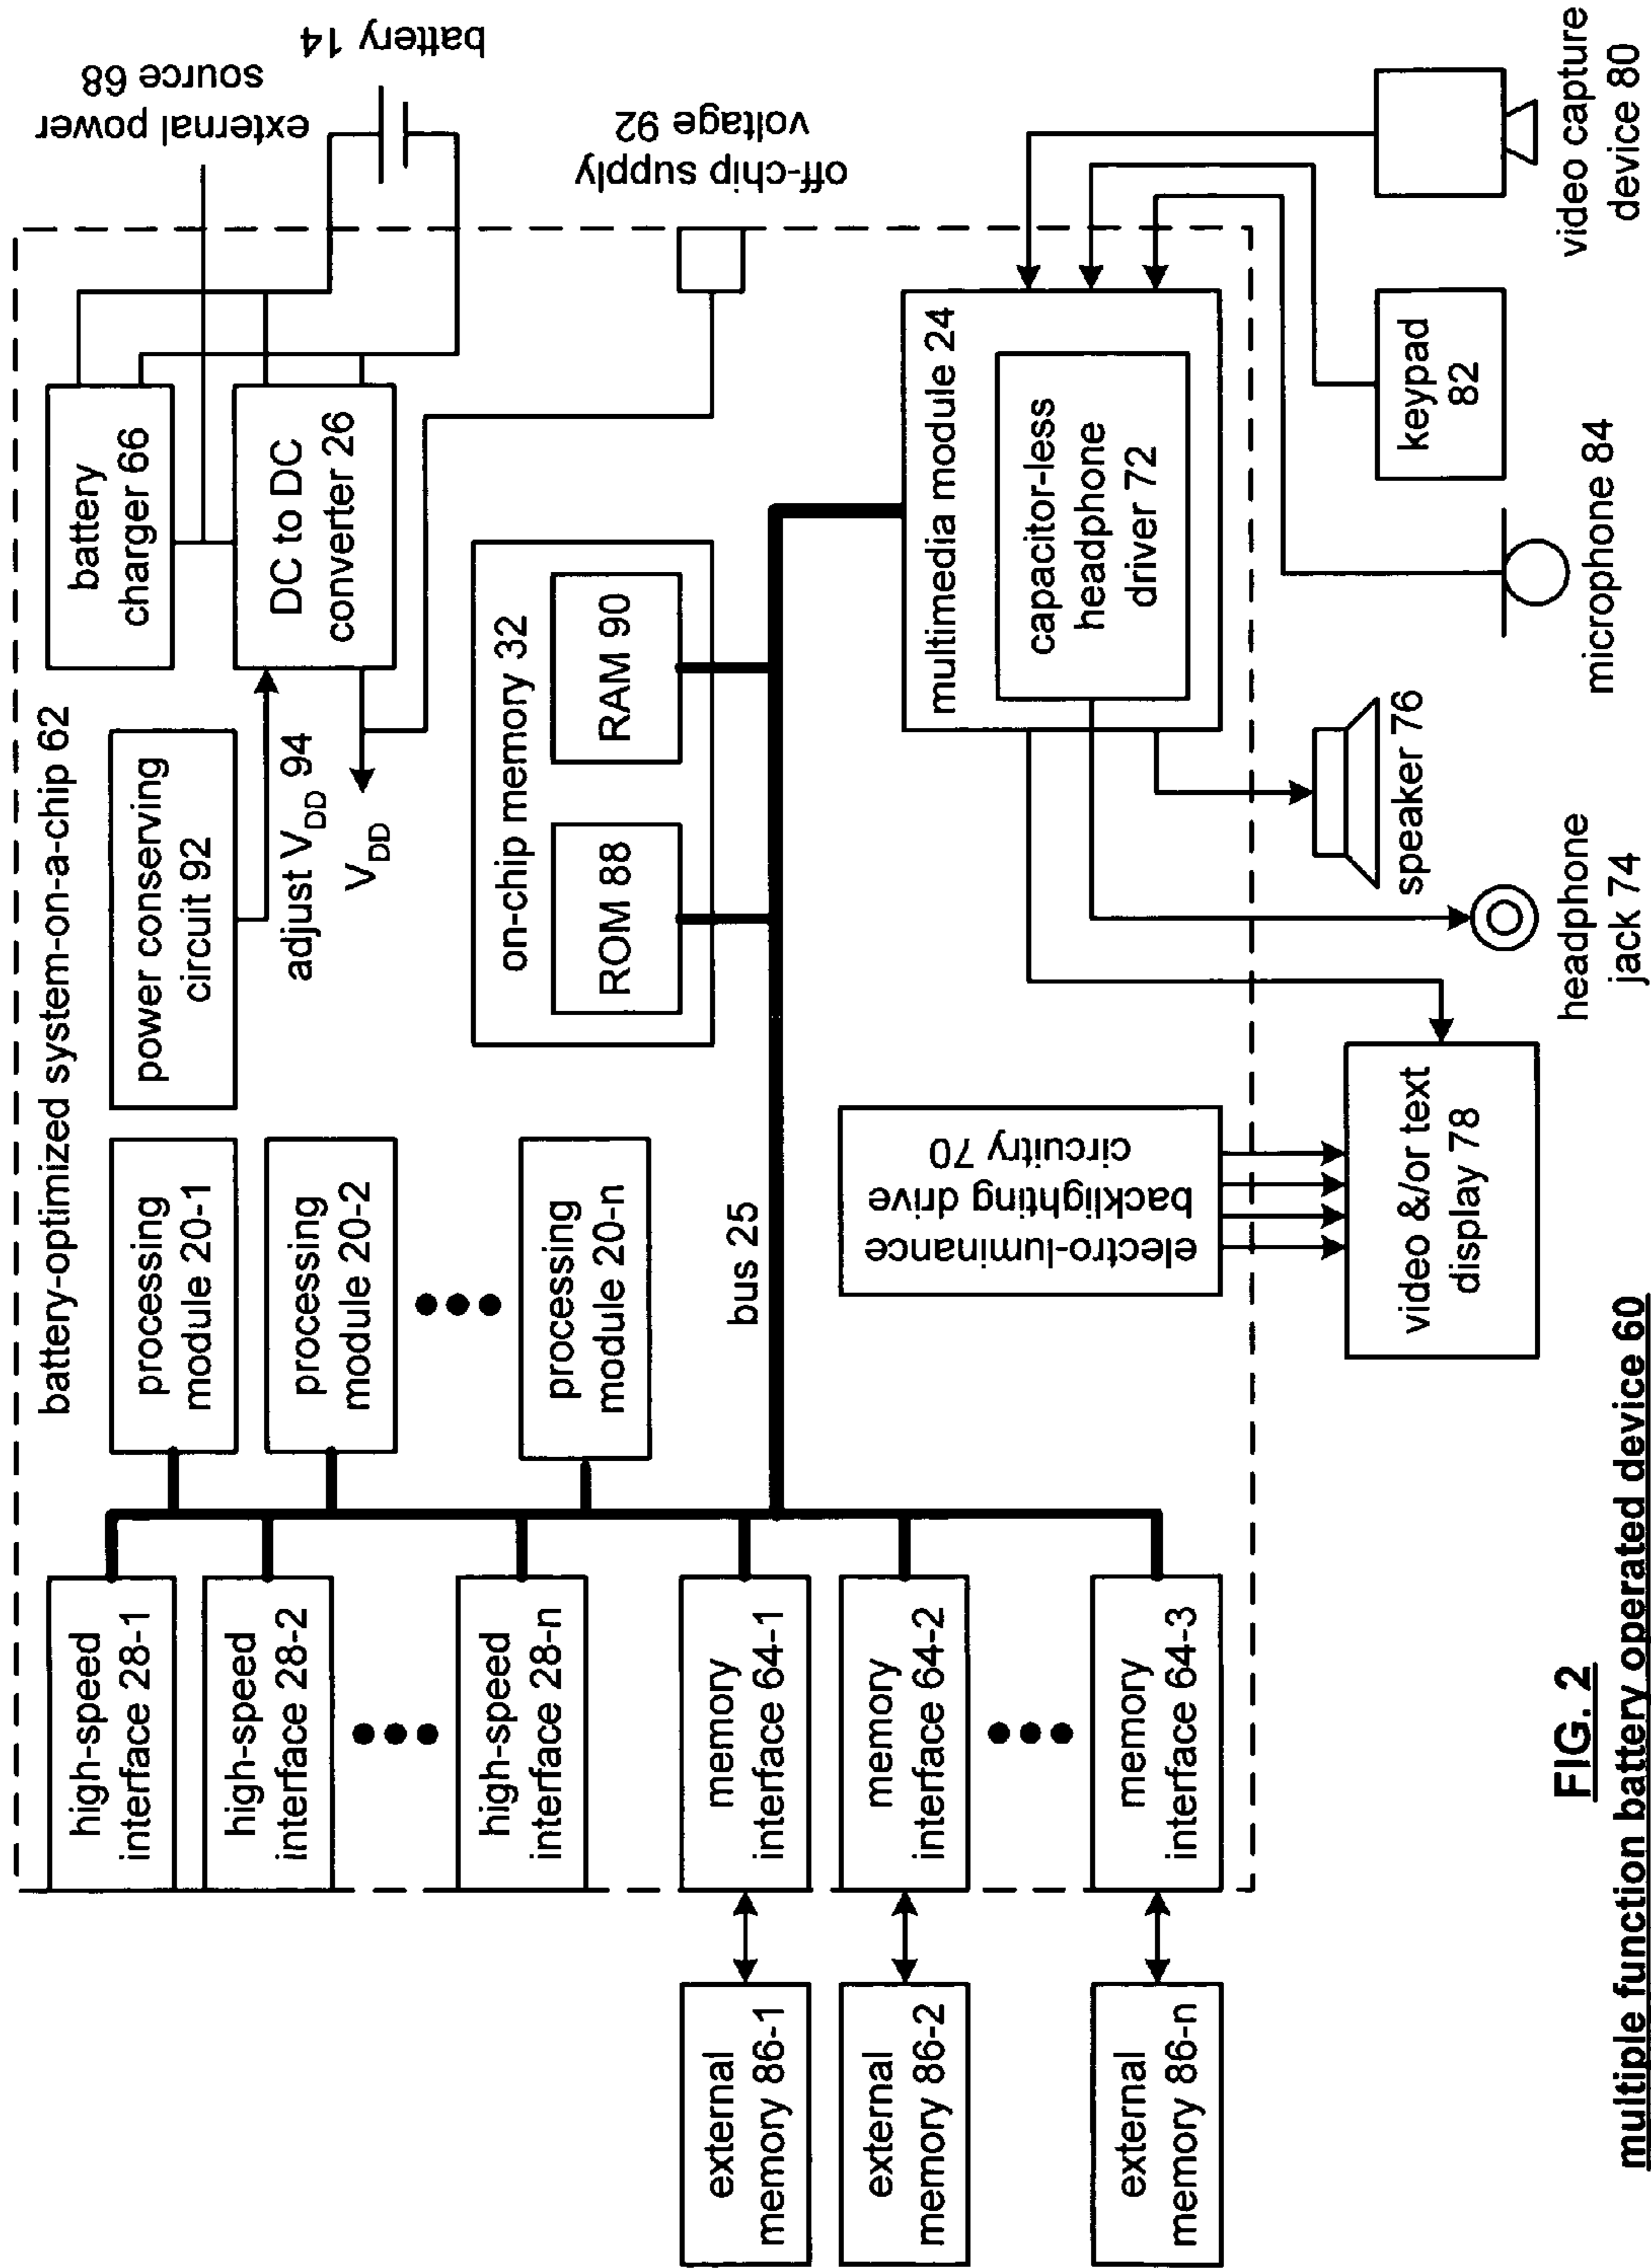 battery-optimized system-on-a-chip 62
high-speed
interface 28-1
high-speed
interface 28-2
high-speed
interface 28-n
memory
interface 64-1
memory
interface 64-2
memory
interface 64-3
external
memory 86-1
external
memory 86-2
external
memory 86-n
processing
module 20-1
processing
module 20-2
processing
module 20-n
bus 25
power conserving
circuit 92
adjust VDD 94
VDD
battery
charger 66
DC to DC
converter 26
external power
source 68
battery 14
off-chip supply
voltage 92
on-chip memory 32
ROM 88
RAM 90
multimedia module 24
capacitor-less
headphone
driver 72
electro-luminance
backlighting drive
circuitry 70
video &/or text
display 78
headphone
jack 74
speaker 76
microphone 84
keypad
82
video capture
device 80
FIG. 2
multiple function battery operated device 60